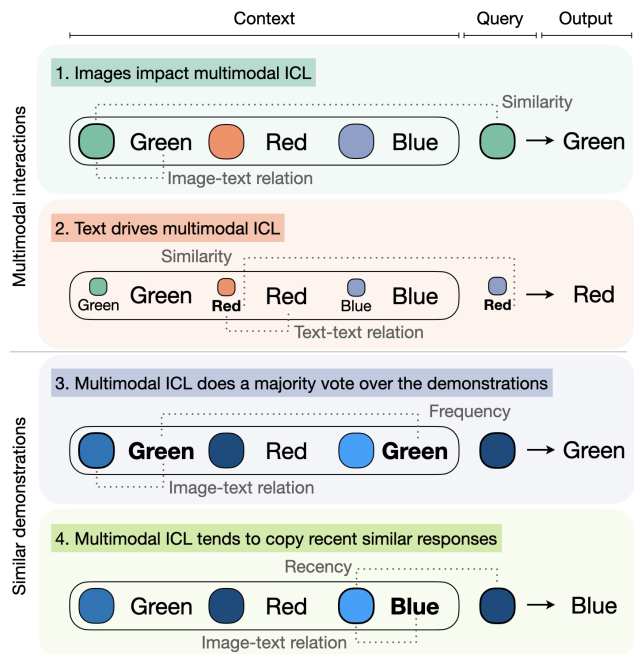 Context Query Output
Multimodal interactions
1. Images impact multimodal ICL
Similarity
Green Red Blue Green
Image-text relation
2. Text drives multimodal ICL
Similarity
Green Green Red Red Blue Blue Red Red
Text-text relation
Similar demonstrations
3. Multimodal ICL does a majority vote over the demonstrations
Frequency
Green Red Green Green
Image-text relation
4. Multimodal ICL tends to copy recent similar responses
Recency
Green Red Blue Blue
Image-text relation